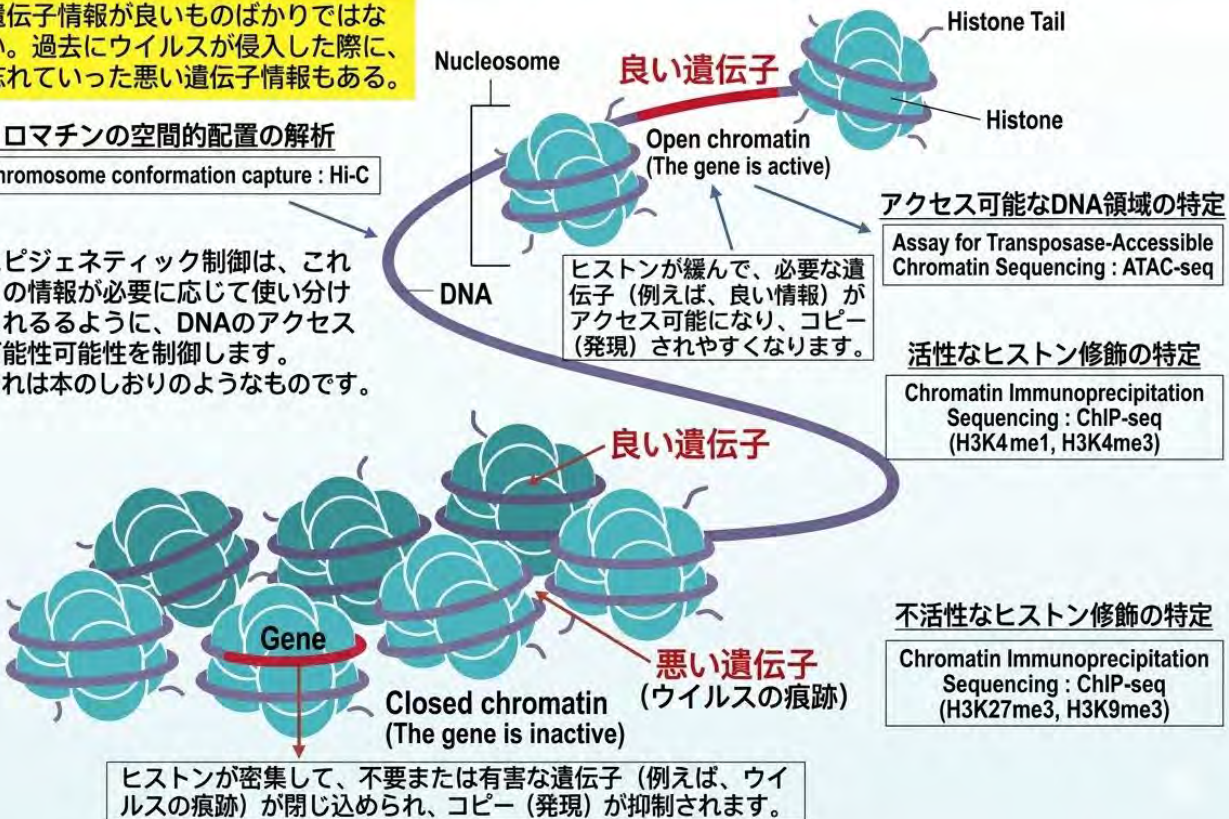 遺伝子情報が良いものばかりではな
い。過去にウイルスが侵入した際に、
忘れていった悪い遺伝子情報もある。
ロマチンの空間的配置の解析
hromosome conformation capture : Hi-C
ピジェネティック制御は、これ
の情報が必要に応じて使い分け
れるるように、DNAのアクセス
可能性可能性を制御します。
れは本のしおりのようなものです。
Nucleosome
良い遺伝子
Histone Tail
Histone
Open chromatin
(The gene is active)
DNA
ヒストンが緩んで、必要な遺
伝子（例えば、良い情報）が
アクセス可能になり、コピー
（発現）されやすくなります。
アクセス可能なDNA領域の特定
Assay for Transposase-Accessible
Chromatin Sequencing : ATAC-seq
活性なヒストン修飾の特定
Chromatin Immunoprecipitation
Sequencing : ChIP-seq
(H3K4me1, H3K4me3)
良い遺伝子
Gene
悪い遺伝子
（ウイルスの痕跡）
Closed chromatin
(The gene is inactive)
不活性なヒストン修飾の特定
Chromatin Immunoprecipitation
Sequencing : ChIP-seq
(H3K27me3, H3K9me3)
ヒストンが密集して、不要または有害な遺伝子（例えば、ウイ
ルスの痕跡）が閉じ込められ、コピー（発現）が抑制されます。